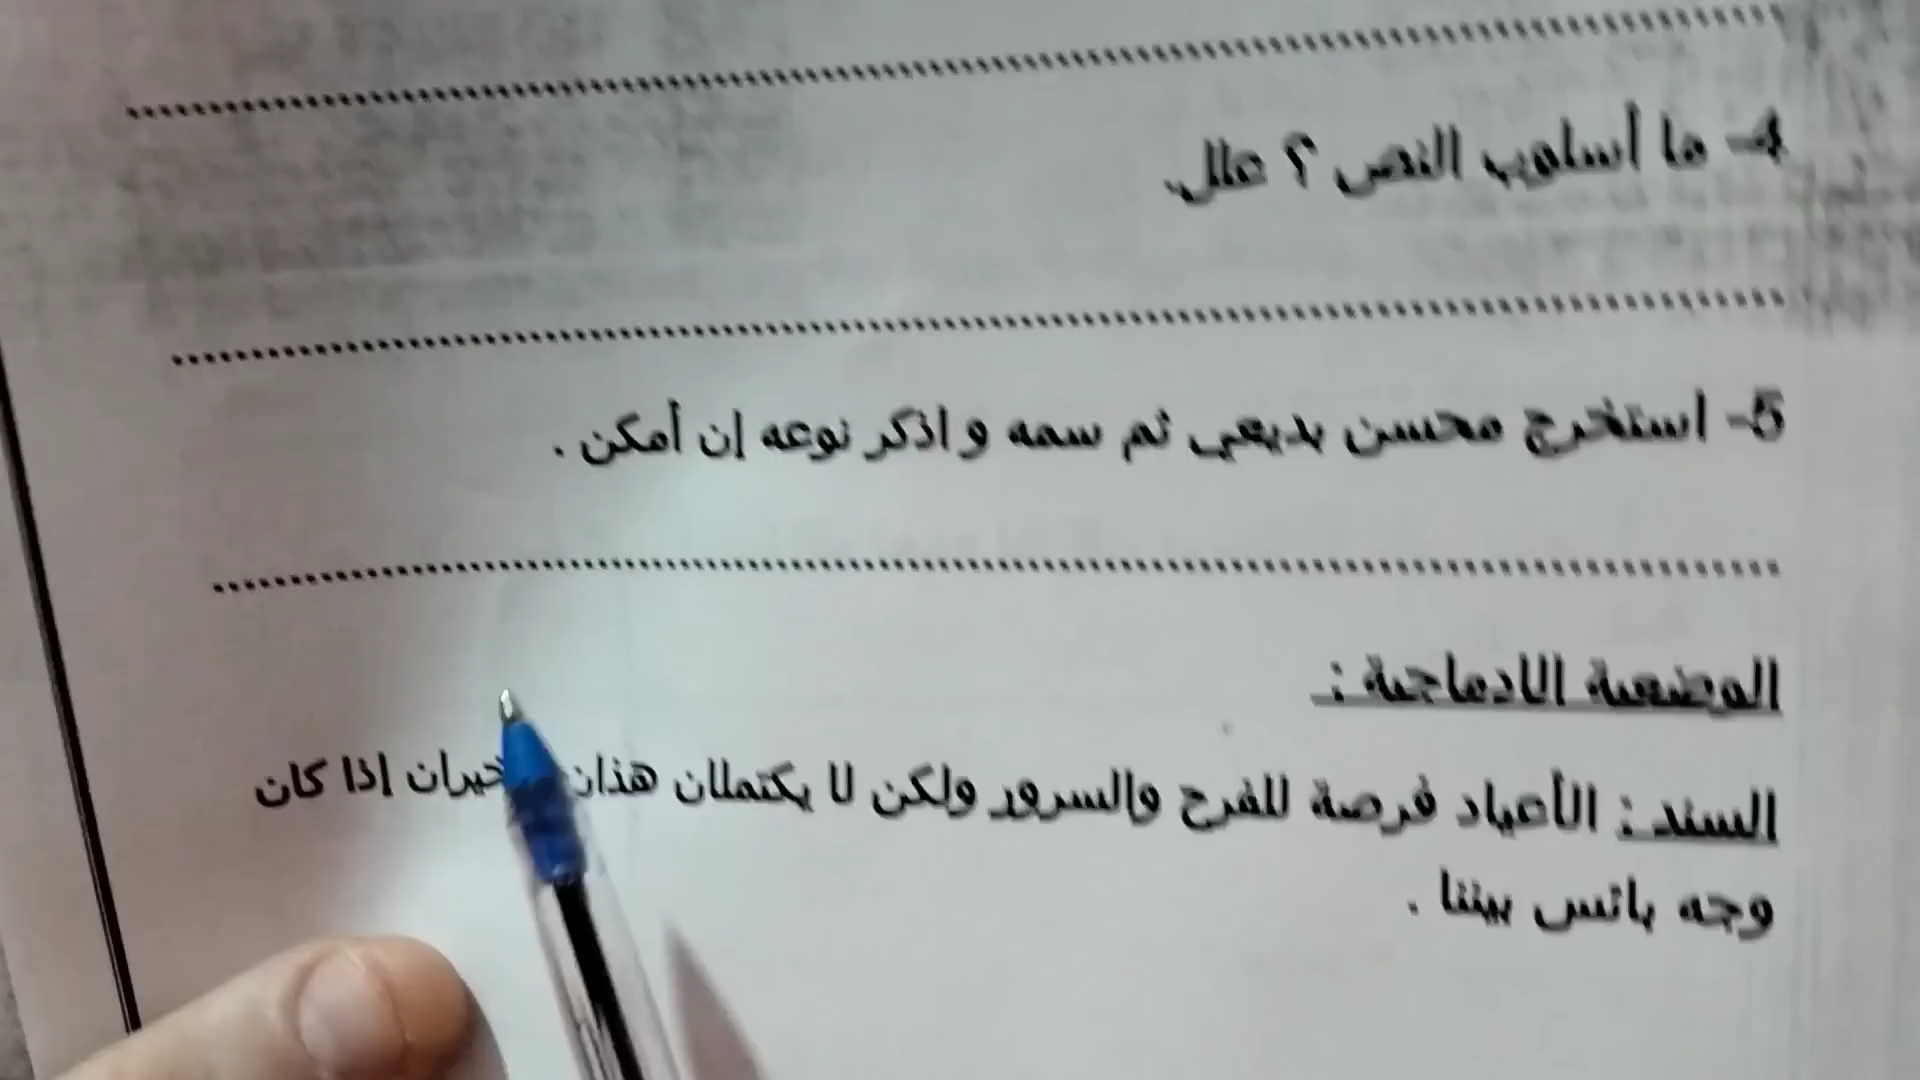 4- ما أسلوب النص ؟ علل.
5- استخرج محسن بديعي ثم سمه و اذكر نوعه إن أمكن .
الوضعية الادماجية :
السند : الأعياد فرصة للفرح والسرور ولكن لا يكتملان هذان إذا كان
وجه بائس بيننا .